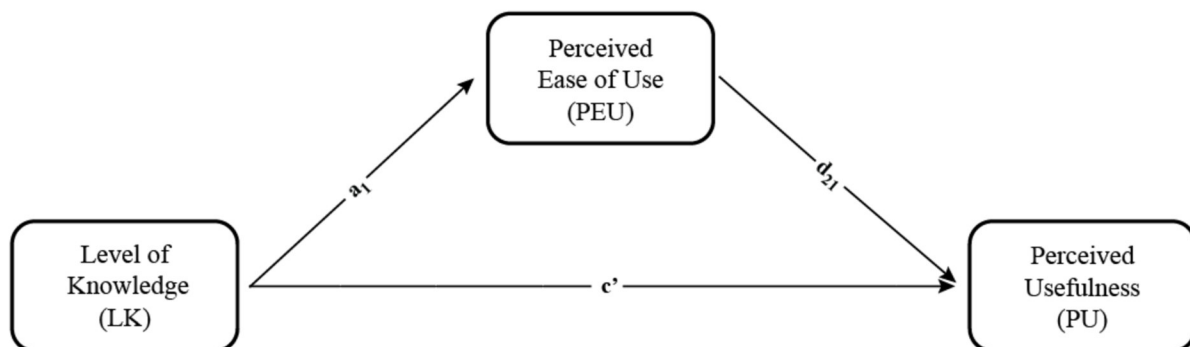 Perceived
Ease of Use
(PEU)
a1
d21
Level of
Knowledge
(LK)
c’
Perceived
Usefulness
(PU)